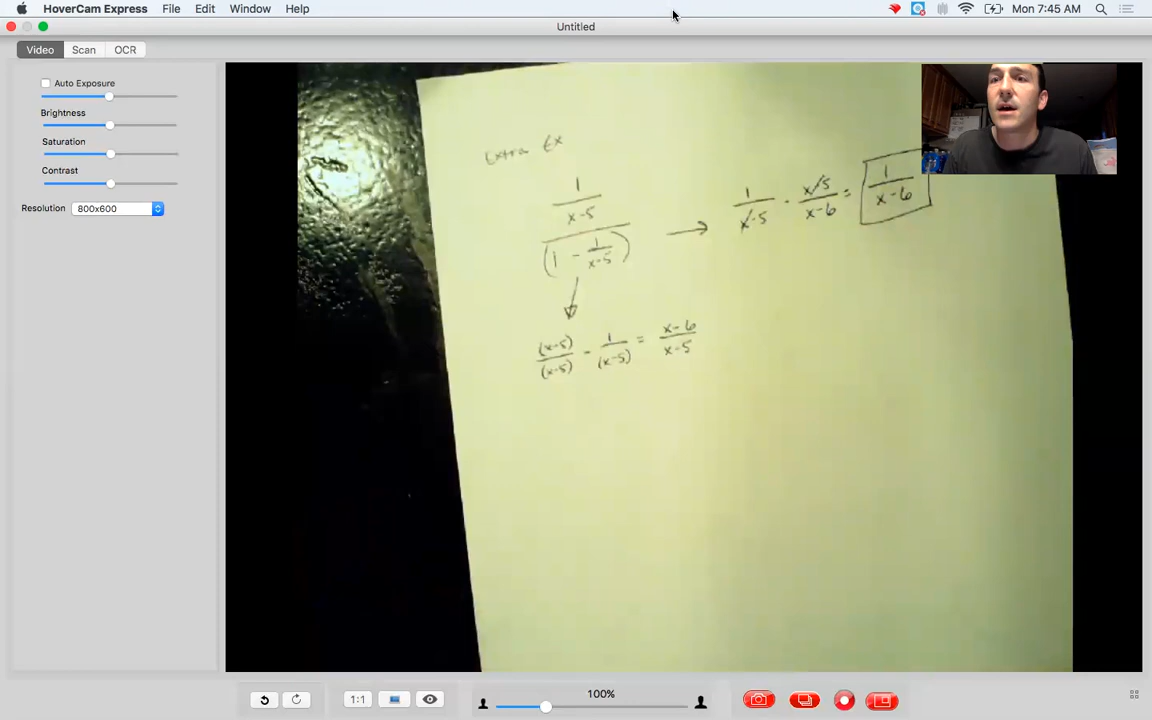 HoverCam Express File Edit Window Help Mon 7:45 AM
Untitled
Video Scan OCR
Auto Exposure
Brightness
Saturation
Contrast
Resolution 800x600
Extra Ex
1
x-5
(1 - 1/x-5)
→ 1/x-5 · x-5/x-6 = 1/x-6
(x-5)/(x-5) - 1/(x-5) = x-6/x-5
1:1
100%